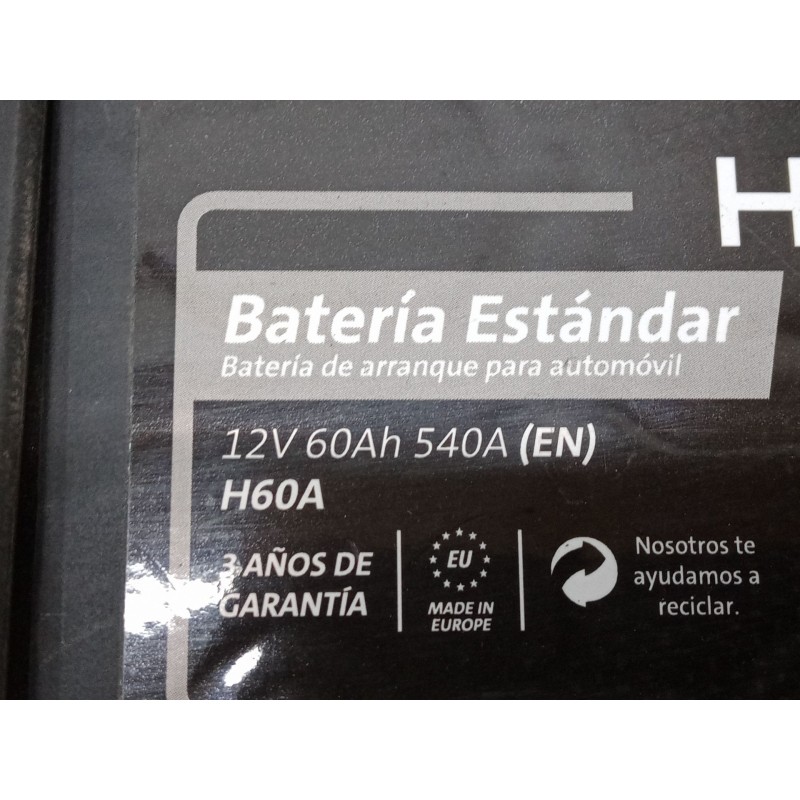 H
Batería Estándar
Batería de arranque para automóvil
12V 60Ah 540A (EN)
H60A
3 AÑOS DE
GARANTÍA
EU
MADE IN
EUROPE
Nosotros te
ayudamos a
reciclar.